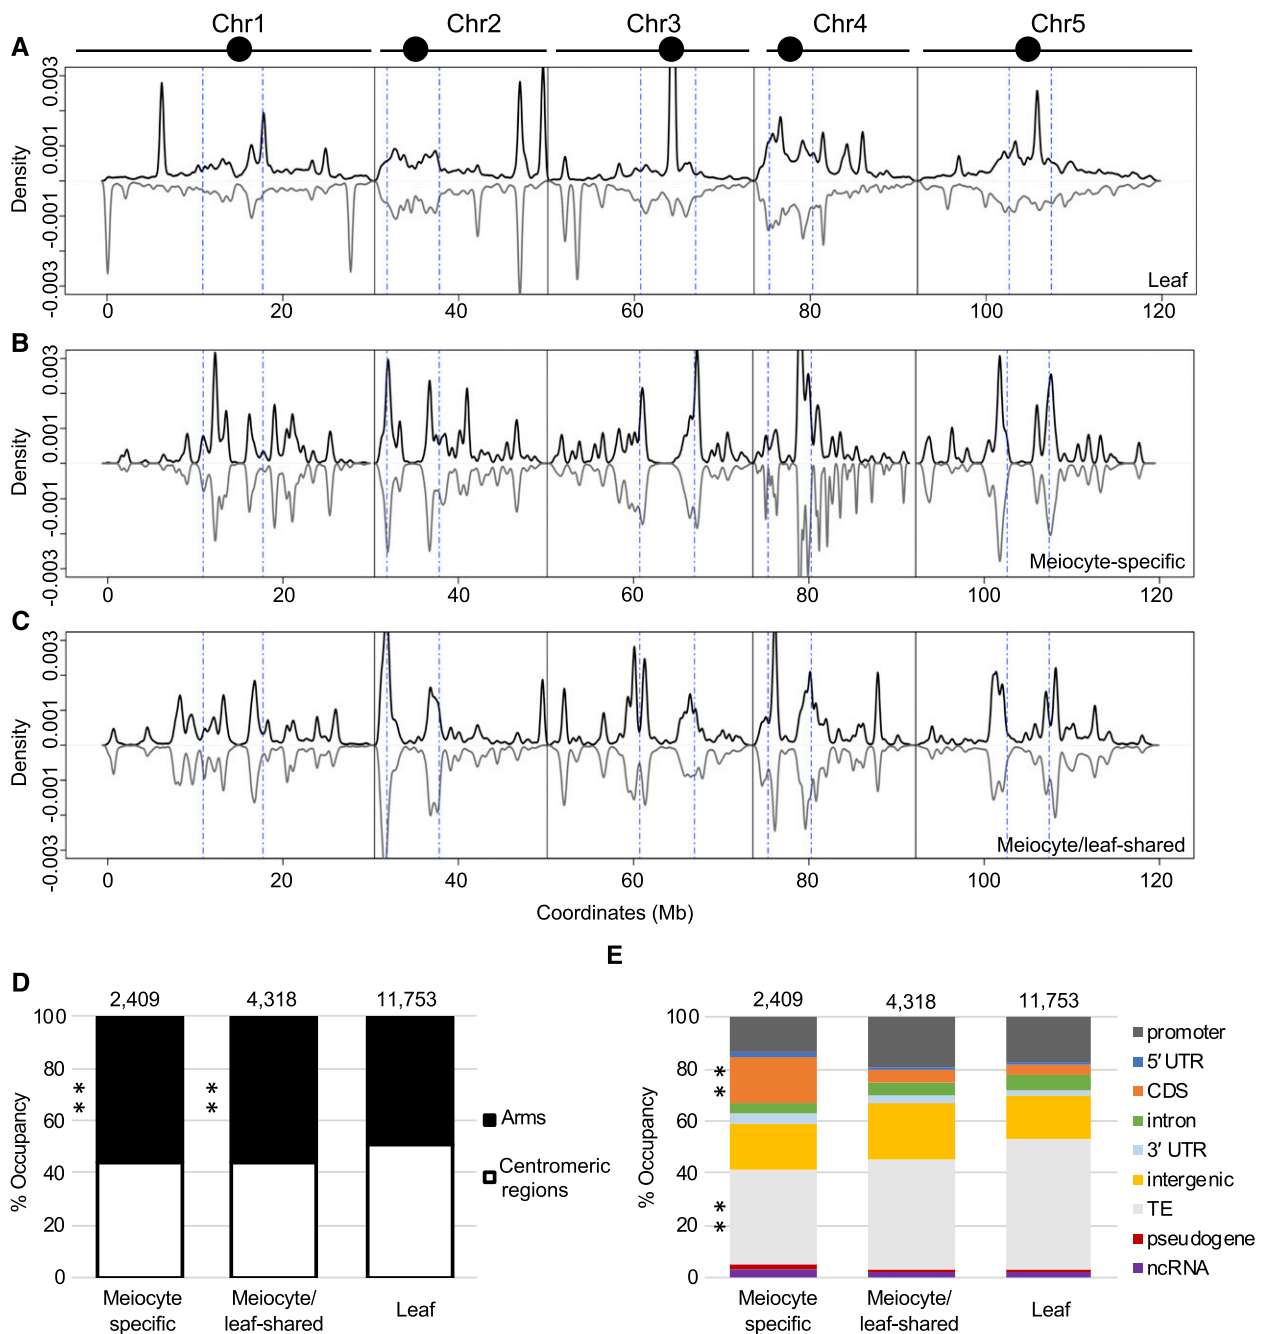 Chr1 Chr2 Chr3 Chr4 Chr5
A
0.003
0.001
-0.001
-0.003
Density
Leaf
0 20 40 60 80 100 120
B
0.003
0.001
-0.001
-0.003
Density
Meiocyte-specific
0 20 40 60 80 100 120
C
0.003
0.001
-0.001
-0.003
Density
Meiocyte/leaf-shared
0 20 40 60 80 100 120
Coordinates (Mb)
D
2,409 4,318 11,753
100
80
60
40
20
0
% Occupancy
**
**
Arms
Centromeric
regions
Meiocyte
specific
Meiocyte/
leaf-shared
Leaf
E
2,409 4,318 11,753
100
80
60
40
20
0
% Occupancy
**
**
promoter
5′ UTR
CDS
intron
3′ UTR
intergenic
TE
pseudogene
ncRNA
Meiocyte
specific
Meiocyte/
leaf-shared
Leaf